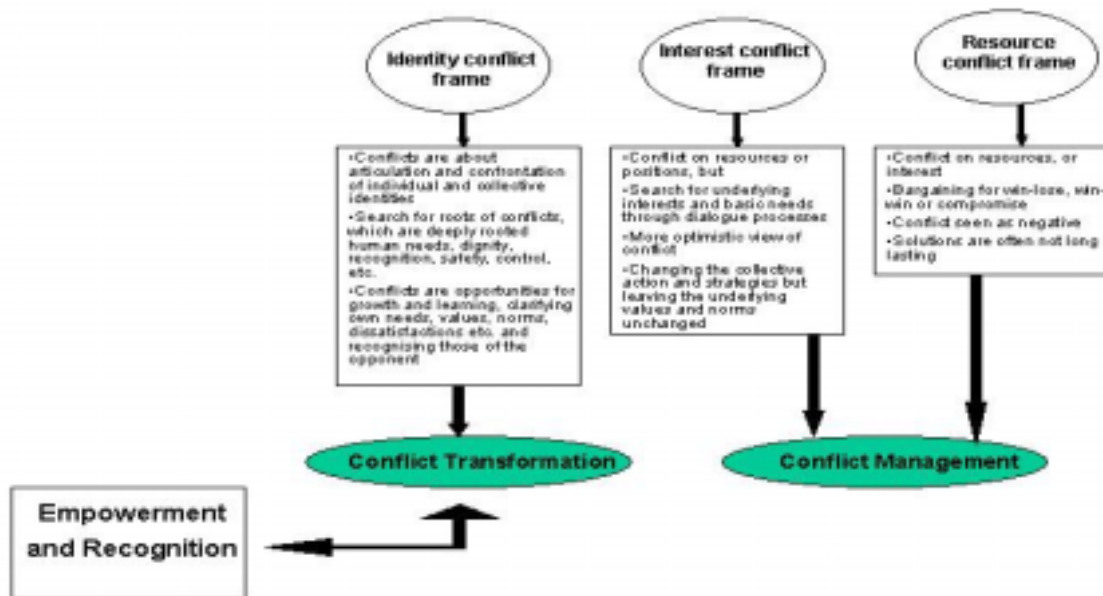 Identity conflict
frame
Interest conflict
frame
Resource
conflict frame
•Conflicts are about
articulation and confrontation
of individual and collective
identities
•Search for roots of conflicts,
which are deeply rooted
human needs, dignity,
recognition, safety, control,
etc.
•Conflicts are opportunities for
growth and learning, clarifying
own needs, values, norms,
dissatisfactions etc. and
recognising those of the
opponent
•Conflict on resources or
positions, but
•Search for underlying
interests and basic needs
through dialogue processes
•More optimistic view of
conflict
•Changing the collective
action and strategies but
leaving the underlying
values and norms
unchanged
•Conflict on resources, or
interest
•Bargaining for win-lose, win-
win or compromise
•Conflict seen as negative
•Solutions are often not long
lasting
Conflict Transformation
Conflict Management
Empowerment
and Recognition